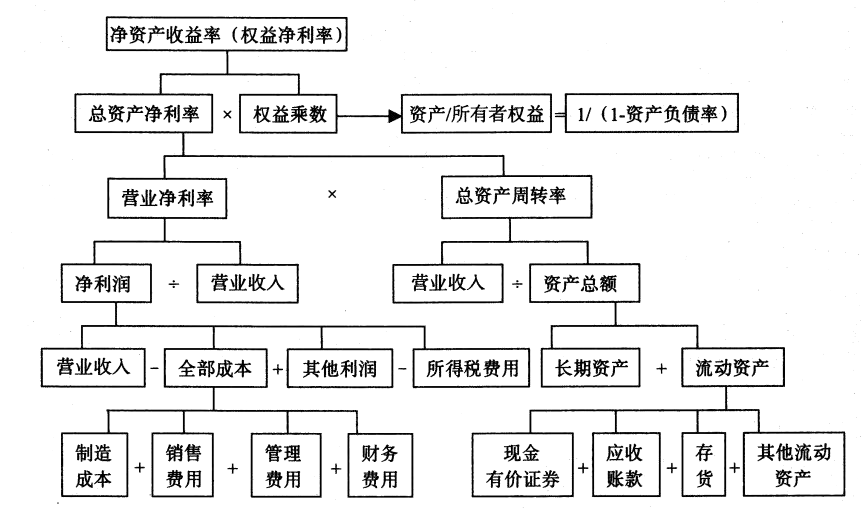 净资产收益率（权益净利率）
总资产净利率 × 权益乘数 资产/所有者权益 = 1/（1-资产负债率）
营业净利率 × 总资产周转率
净利润 ÷ 营业收入 营业收入 ÷ 资产总额
营业收入 - 全部成本 + 其他利润 - 所得税费用 长期资产 + 流动资产
制造 销售 管理 财务 现金 应收 存 其他流动
成本 + 费用 + 费用 + 费用 有价证券 + 账款 + 货 + 资产